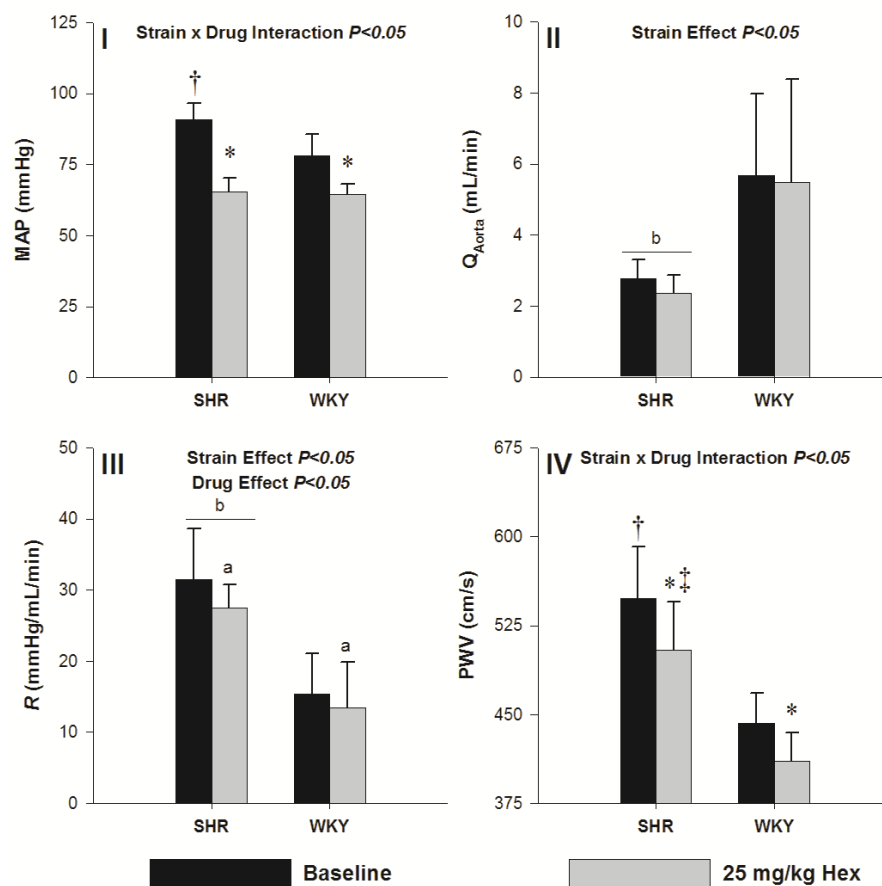 I
Strain x Drug Interaction P<0.05
125
100
75
50
25
0
MAP (mmHg)
†
*
*
SHR
WKY
II
Strain Effect P<0.05
10
8
6
4
2
0
Q_Aorta (mL/min)
b
SHR
WKY
III
Strain Effect P<0.05
Drug Effect P<0.05
50
40
30
20
10
0
R (mmHg/mL/min)
b
a
a
SHR
WKY
IV
Strain x Drug Interaction P<0.05
675
600
525
450
375
PWV (cm/s)
†
*‡
*
SHR
WKY
Baseline
25 mg/kg Hex